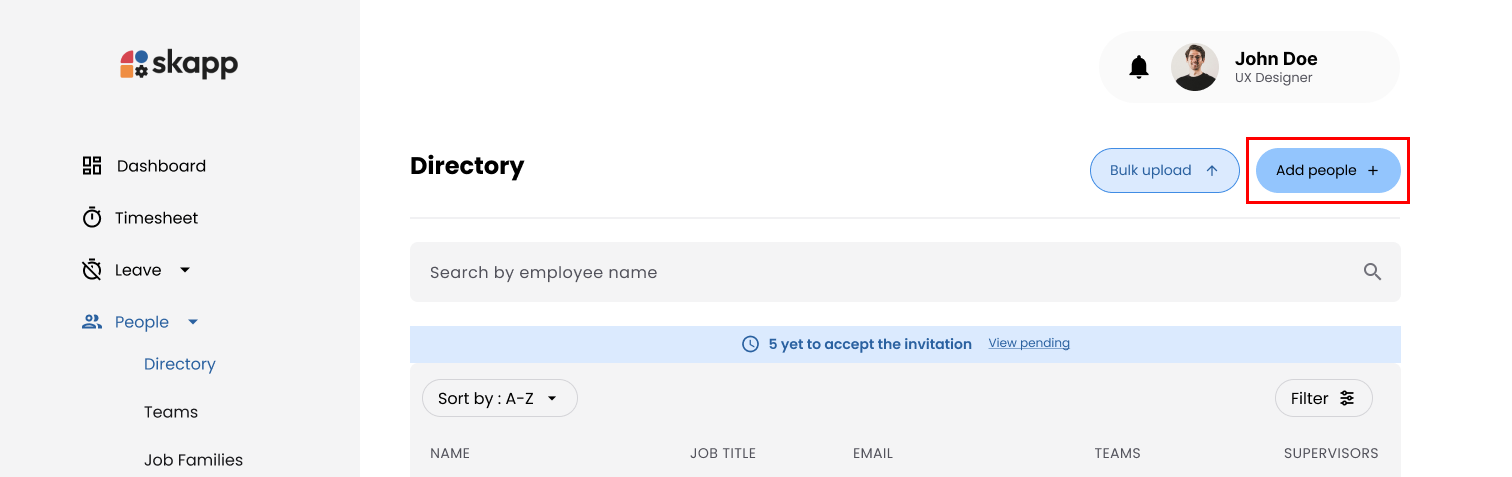 skapp
John Doe
UX Designer
Dashboard
Timesheet
Leave
People
Directory
Teams
Job Families
Directory
Bulk upload
Add people +
Search by employee name
5 yet to accept the invitation View pending
Sort by : A-Z
Filter
NAME JOB TITLE EMAIL TEAMS SUPERVISORS